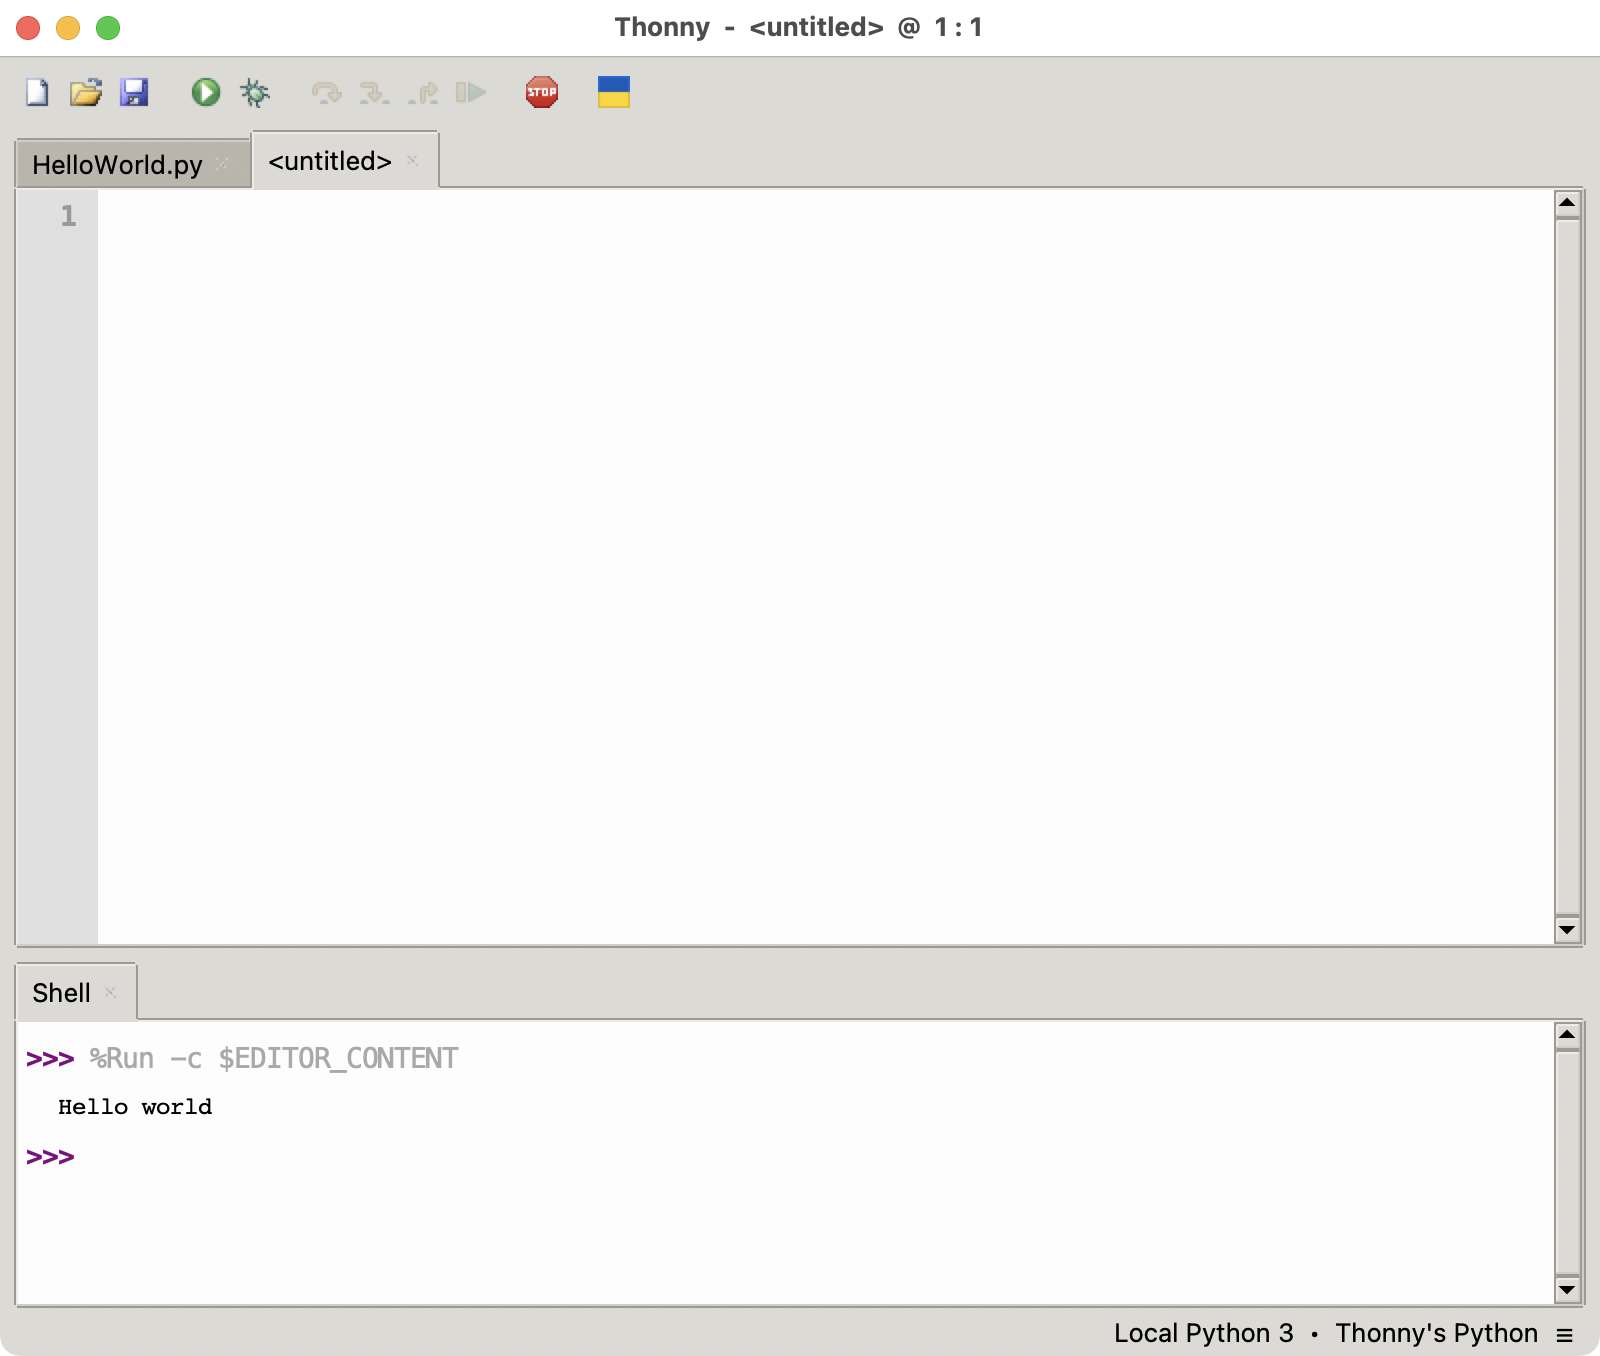 Thonny - <untitled> @ 1:1
STOP
HelloWorld.py <untitled>
1
Shell
>>> %Run -c $EDITOR_CONTENT
Hello world
>>>
Local Python 3 • Thonny's Python ≡